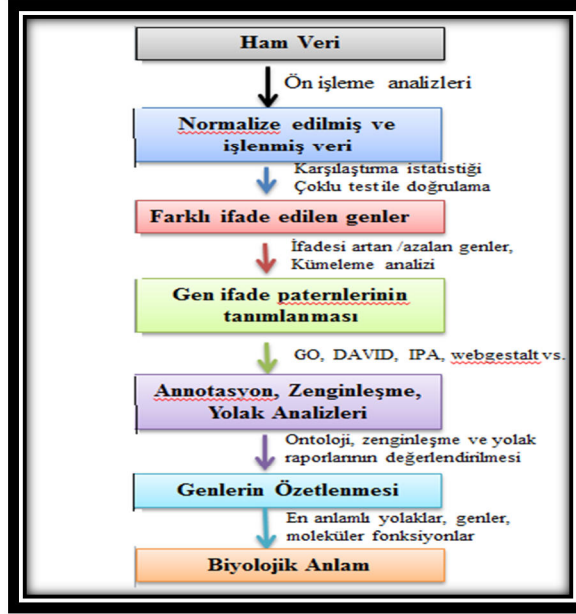 Ham Veri
Ön işleme analizleri
Normalize edilmiş ve
işlenmiş veri
Karşılaştırma istatistiği
Çoklu test ile doğrulama
Farklı ifade edilen genler
İfadesi artan /azalan genler,
Kümeleme analizi
Gen ifade paternlerinin
tanımlanması
GO, DAVID, IPA, webgestalt vs.
Annotasyon, Zenginleşme,
Yolak Analizleri
Ontoloji, zenginleşme ve yolak
raporlarının değerlendirilmesi
Genlerin Özetlenmesi
En anlamlı yolaklar, genler,
moleküler fonksiyonlar
Biyolojik Anlam